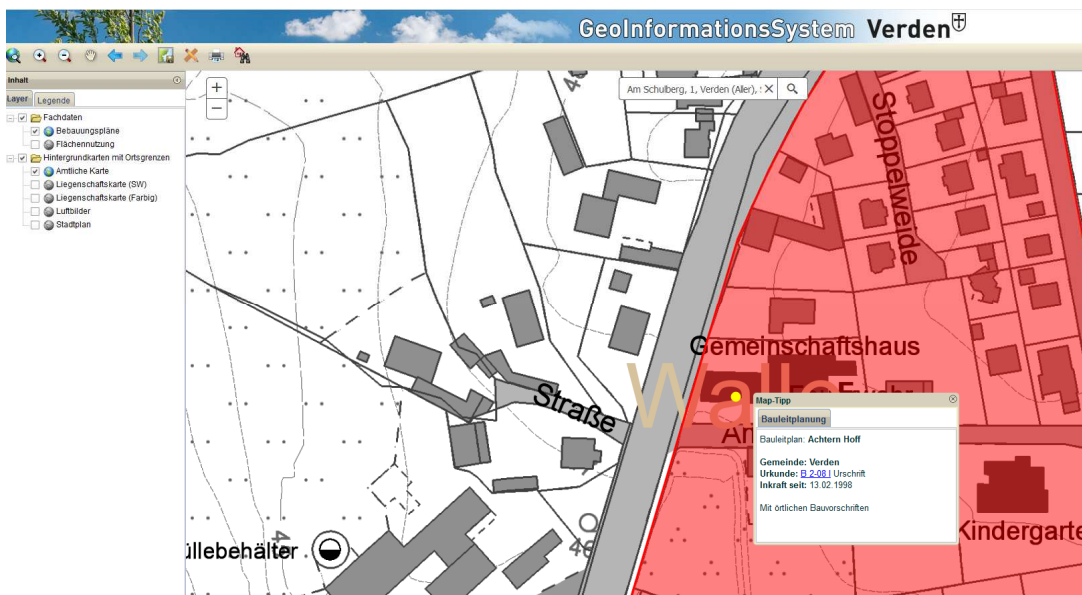 GeoInformationsSystem Verden
Inhalt
Layer Legende
Fachdaten
Bebauungspläne
Flächennutzung
Hintergrundkarten mit Ortsgrenzen
Amtliche Karte
Liegenschaftskarte (SW)
Liegenschaftskarte (Farbig)
Luftbilder
Stadtplan
+
−
Am Schulberg, 1, Verden (Aler), :
Stoppelweide
Gemeinschaftshaus
Walle
Straße
Map-Tipp
Bauleitplanung
Bauleitplan: Achtern Hoff
Gemeinde: Verden
Urkunde: B 2-08 | Urschrift
Inkraft seit: 13.02.1998
Mit örtlichen Bauvorschriften
Kindergarte
üllebehälter